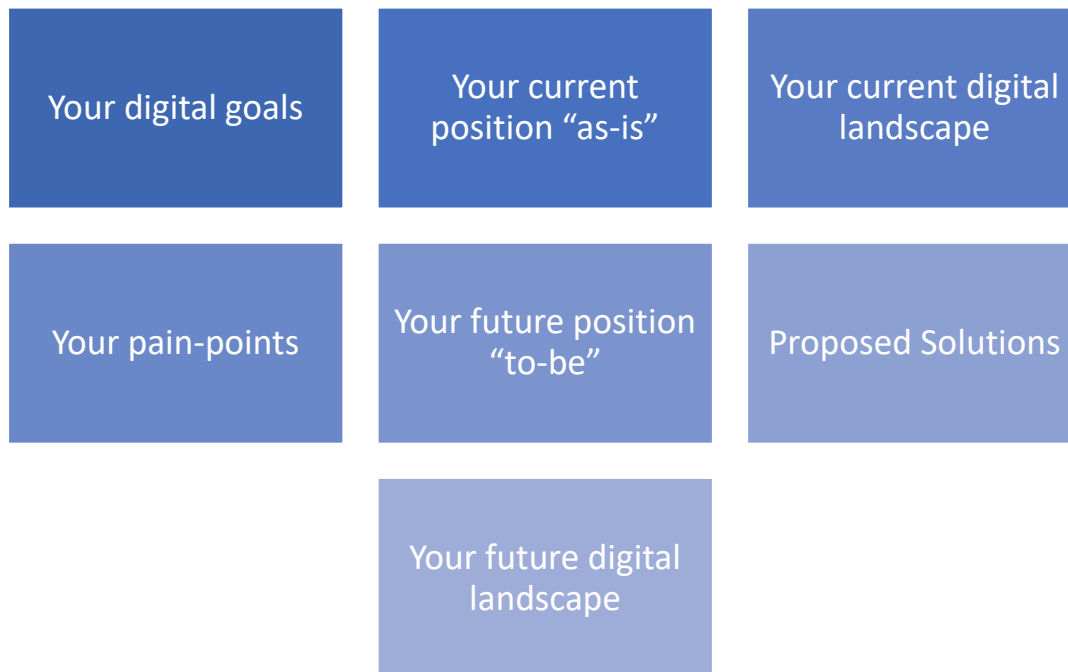 Your digital goals
Your current
position “as-is”
Your current digital
landscape
Your pain-points
Your future position
“to-be”
Proposed Solutions
Your future digital
landscape